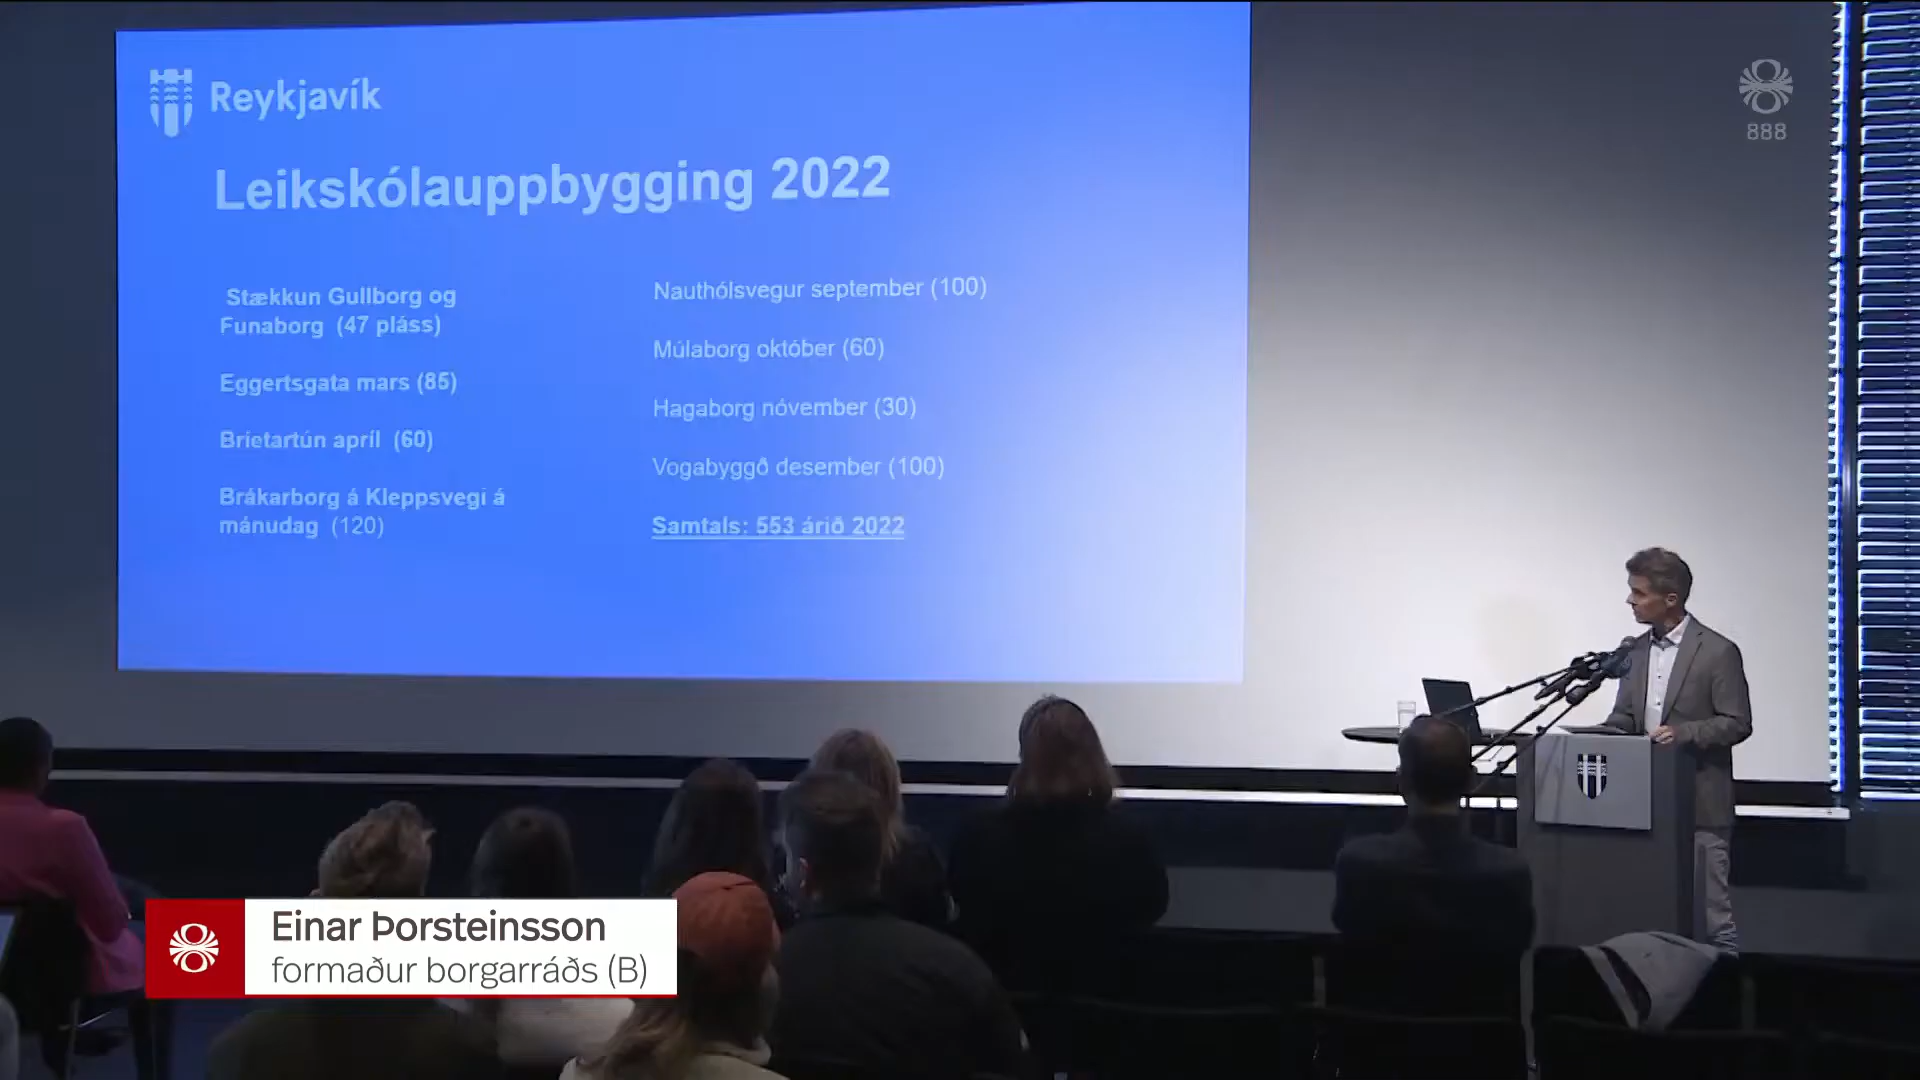 Reykjavík
Leikskólauppbygging 2022
Stækkun Gullborg og
Funaborg (47 pláss)
Eggertsgata mars (85)
Bríetartún apríl (60)
Brákarborg á Kleppsvegi á
mánudag (120)
Nauthólsvegur september (100)
Múlaborg október (60)
Hagaborg nóvember (30)
Vogabyggð desember (100)
Samtals: 553 árið 2022
888
Einar Þorsteinsson
formaður borgarráðs (B)